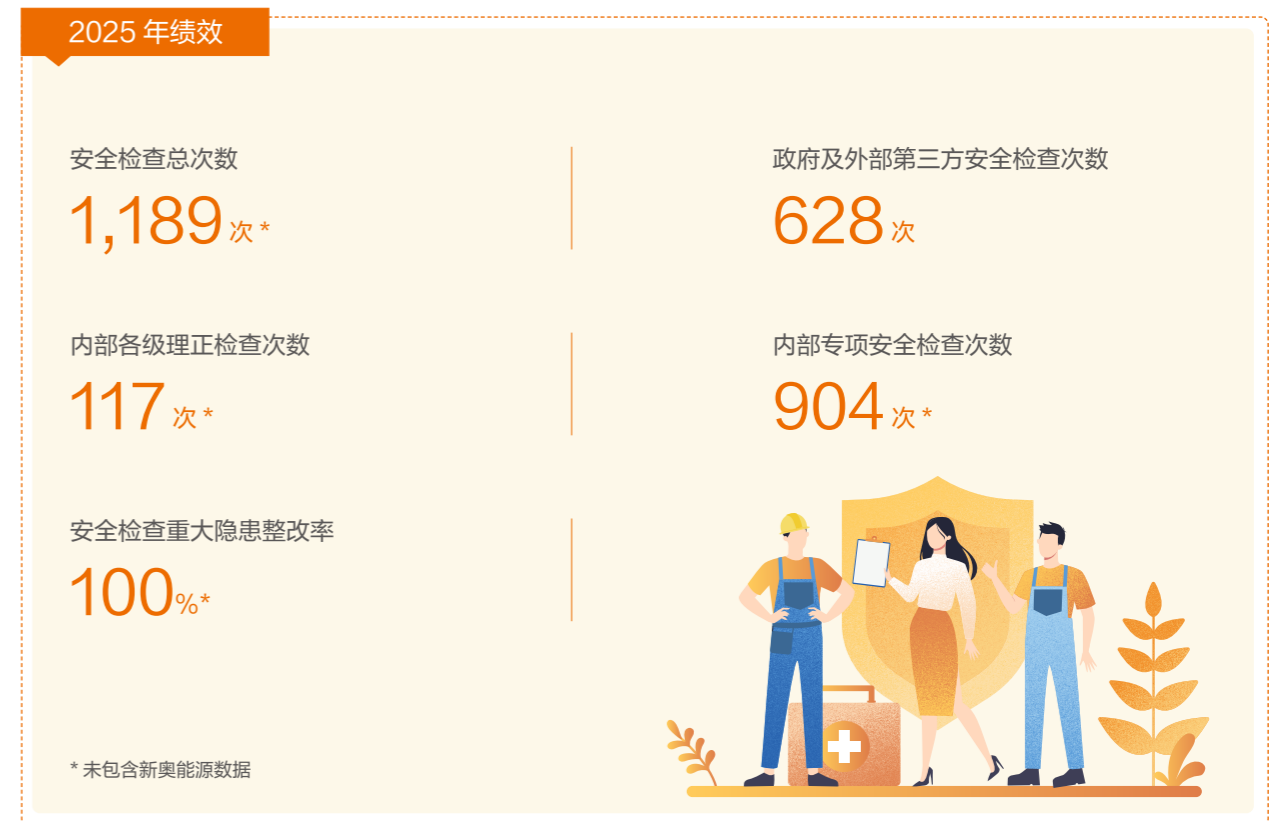 2025 年绩效
安全检查总次数
1,189 次 *
政府及外部第三方安全检查次数
628 次
内部各级理正检查次数
117 次 *
内部专项安全检查次数
904 次 *
安全检查重大隐患整改率
100%*
* 未包含新奥能源数据